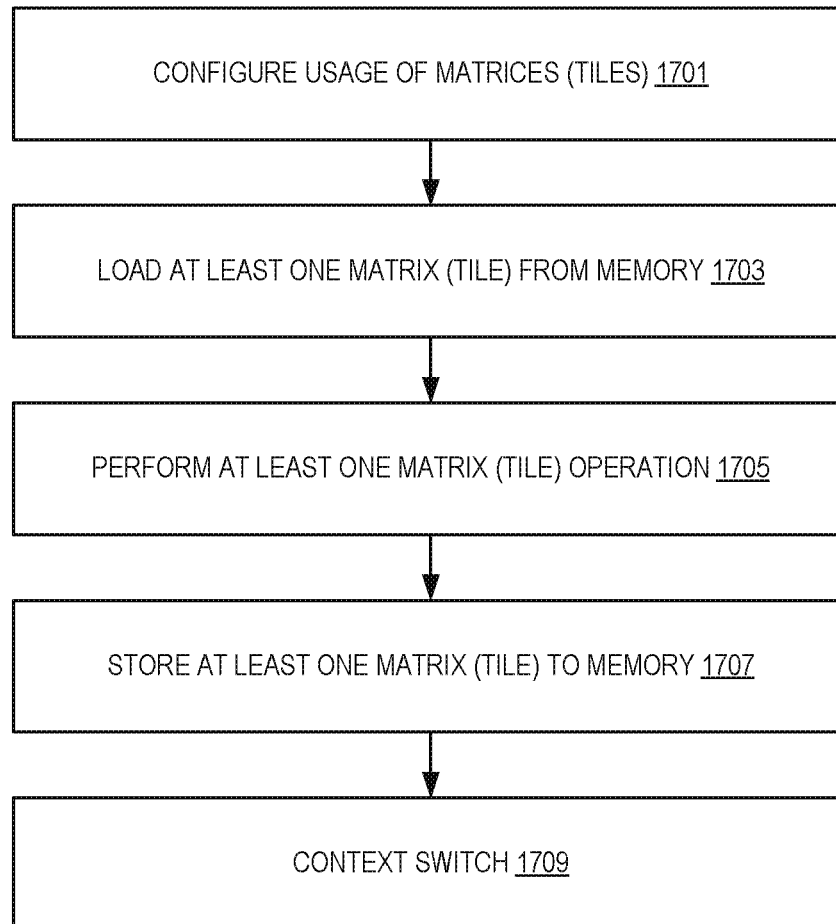 CONFIGURE USAGE OF MATRICES (TILES) 1701
LOAD AT LEAST ONE MATRIX (TILE) FROM MEMORY 1703
PERFORM AT LEAST ONE MATRIX (TILE) OPERATION 1705
STORE AT LEAST ONE MATRIX (TILE) TO MEMORY 1707
CONTEXT SWITCH 1709